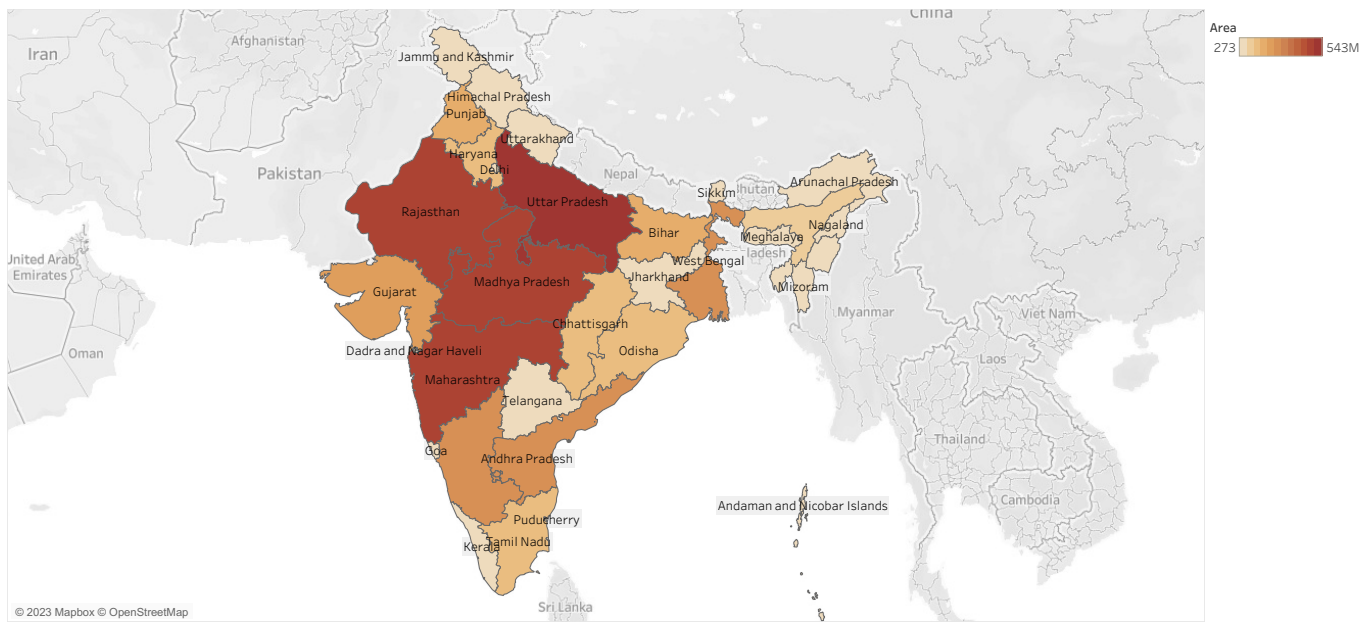 China
Iran
Afghanistan
Pakistan
Nepal
United Arab
Emirates
Oman
Myanmar
Viet Nam
Laos
Thailand
Cambodia
Sri Lanka
Jammu and Kashmir
Himachal Pradesh
Punjab
Uttarakhand
Haryana
Delhi
Rajasthan
Uttar Pradesh
Sikkim
Arunachal Pradesh
Bihar
Nagaland
Meghalaya
West Bengal
Jharkhand
Mizoram
Madhya Pradesh
Gujarat
Chhattisgarh
Dadra and Nagar Haveli
Odisha
Maharashtra
Telangana
Goa
Andhra Pradesh
Andaman and Nicobar Islands
Puducherry
Kerala
Tamil Nadu
Area
273 543M
© 2023 Mapbox © OpenStreetMap